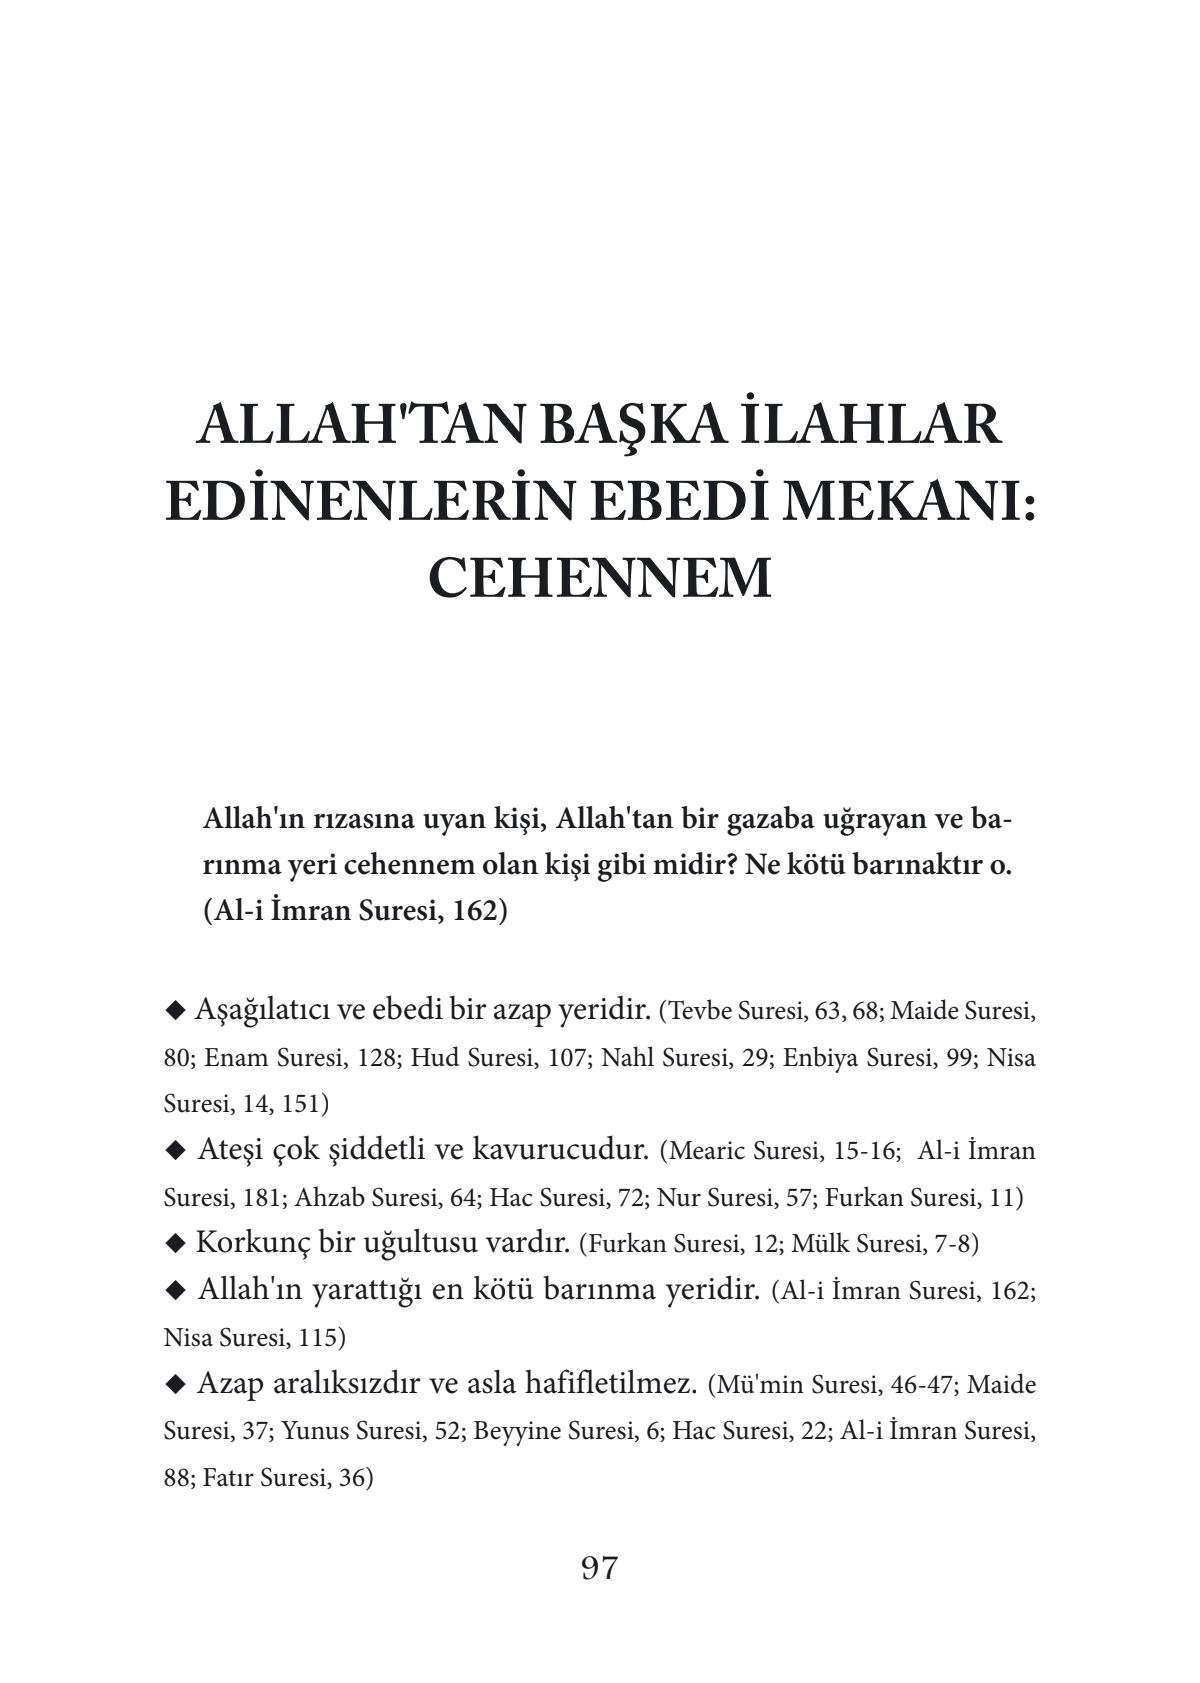 ALLAH'TAN BAŞKA İLAHLAR
EDİNENLERİN EBEDİ MEKANI:
CEHENNEM
Allah'ın rızasına uyan kişi, Allah'tan bir gazaba uğrayan ve ba-
rınma yeri cehennem olan kişi gibi midir? Ne kötü barınaktır o.
(Al-i İmran Suresi, 162)
◆ Aşağılatıcı ve ebedi bir azap yeridir. (Tevbe Suresi, 63, 68; Maide Suresi,
80; Enam Suresi, 128; Hud Suresi, 107; Nahl Suresi, 29; Enbiya Suresi, 99; Nisa
Suresi, 14, 151)
◆ Ateşi çok şiddetli ve kavurucudur. (Mearic Suresi, 15-16; Al-i İmran
Suresi, 181; Ahzab Suresi, 64; Hac Suresi, 72; Nur Suresi, 57; Furkan Suresi, 11)
◆ Korkunç bir uğultusu vardır. (Furkan Suresi, 12; Mülk Suresi, 7-8)
◆ Allah'ın yarattığı en kötü barınma yeridir. (Al-i İmran Suresi, 162;
Nisa Suresi, 115)
◆ Azap aralıksızdır ve asla hafifletilmez. (Mü'min Suresi, 46-47; Maide
Suresi, 37; Yunus Suresi, 52; Beyyine Suresi, 6; Hac Suresi, 22; Al-i İmran Suresi,
88; Fatır Suresi, 36)
97